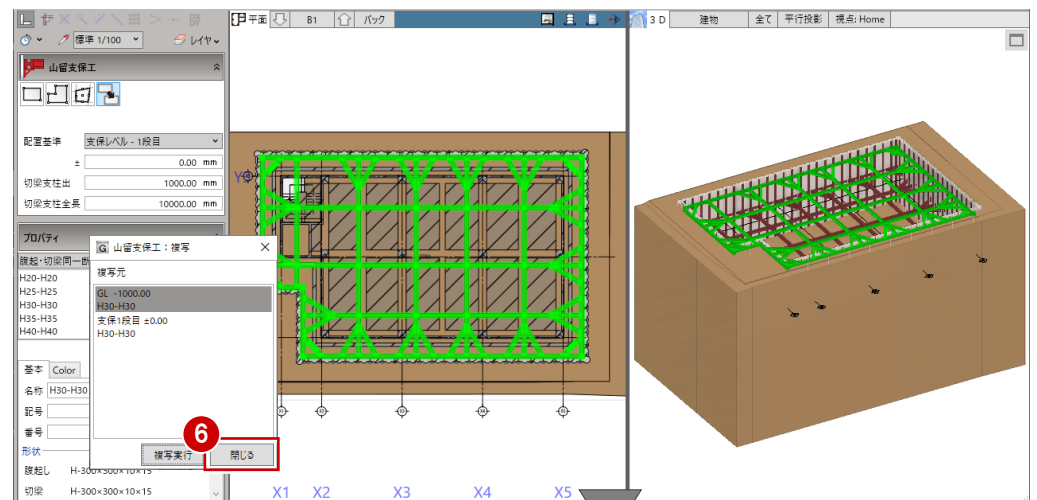 平面
B1
パック
3 D
建物
全て
平行投影
視点: Home
標準 1/100
レイヤ
山留支保工
配置基準
支保レベル - 1段目
±
0.00 mm
切梁支柱出
1000.00 mm
切梁支柱全長
10000.00 mm
プロパティ
腹起・切梁同一断
H20-H20
H25-H25
H30-H30
H35-H35
H40-H40
基本
Color
名称
H30-H30
記号
番号
形状
腹起し
H-300×300×10×15
切梁
H-300×300×10×15
G
山留支保工：複写
複写元
GL -1000.00
H30-H30
支保1段目 ±0.00
H30-H30
複写実行
閉じる
6
X1
X2
X3
X4
X5